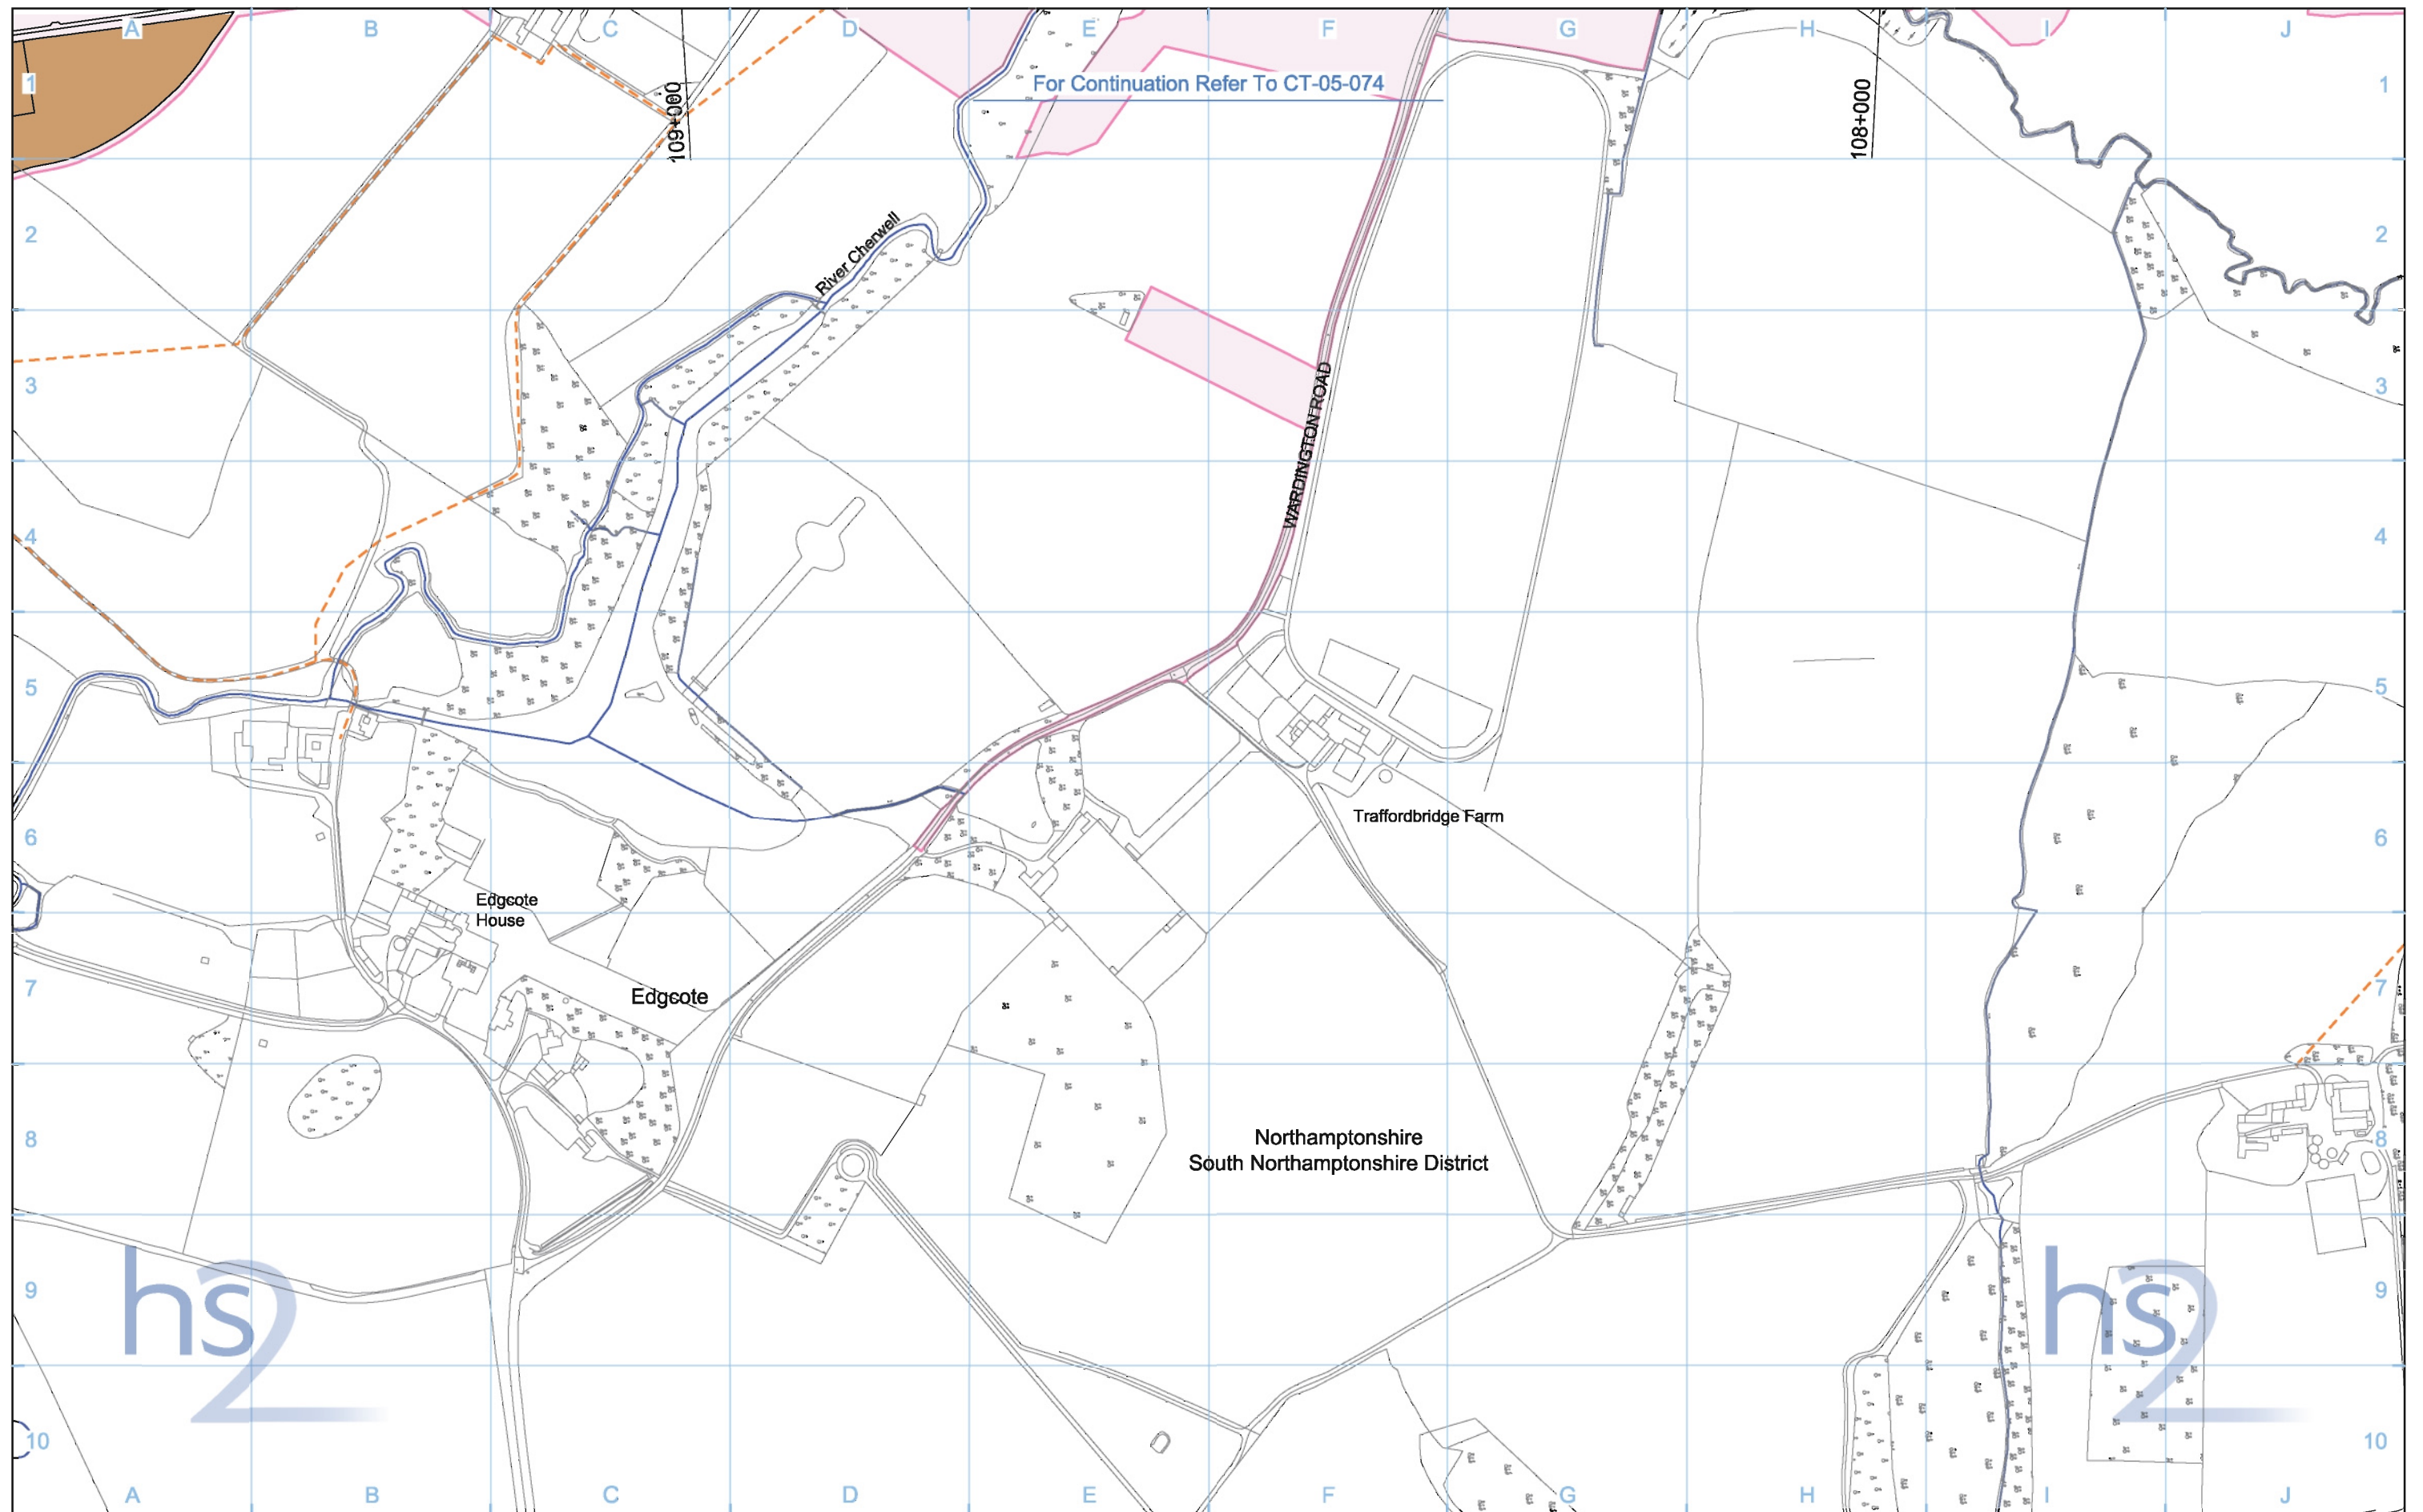 A B C D E F G H I J
For Continuation Refer To CT-05-074
1 1
109+000
108+000
River Cherwell
2 2
3 3
WARDINGTON ROAD
4 4
5 5
Traffordbridge Farm
6 6
Edgcote
House
Edgcote
7 7
Northamptonshire
South Northamptonshire District
8 8
9 9
hs2 hs2
10 10
A B C D E F G H I J